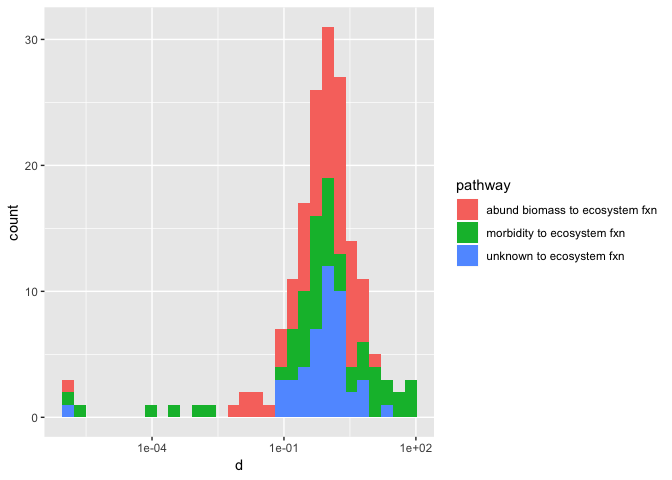 30
20
10
0
count
1e-04
1e-01
1e+02
d
pathway
abund biomass to ecosystem fxn
morbidity to ecosystem fxn
unknown to ecosystem fxn